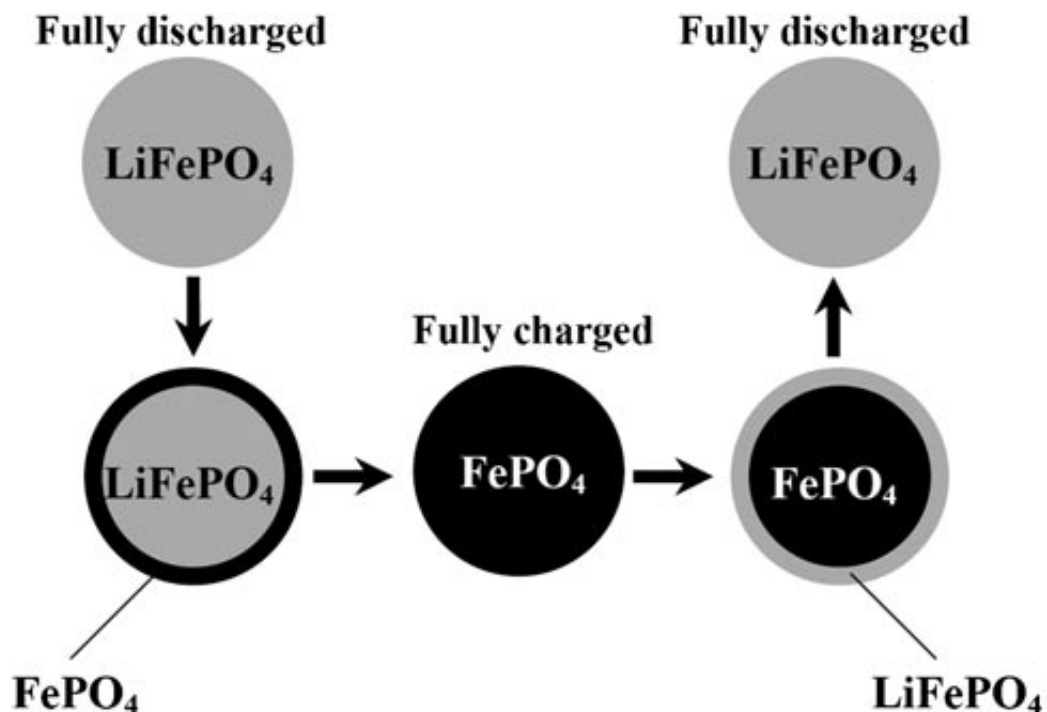 Fully discharged
Fully discharged
LiFePO₄
LiFePO₄
Fully charged
LiFePO₄
FePO₄
FePO₄
FePO₄
LiFePO₄